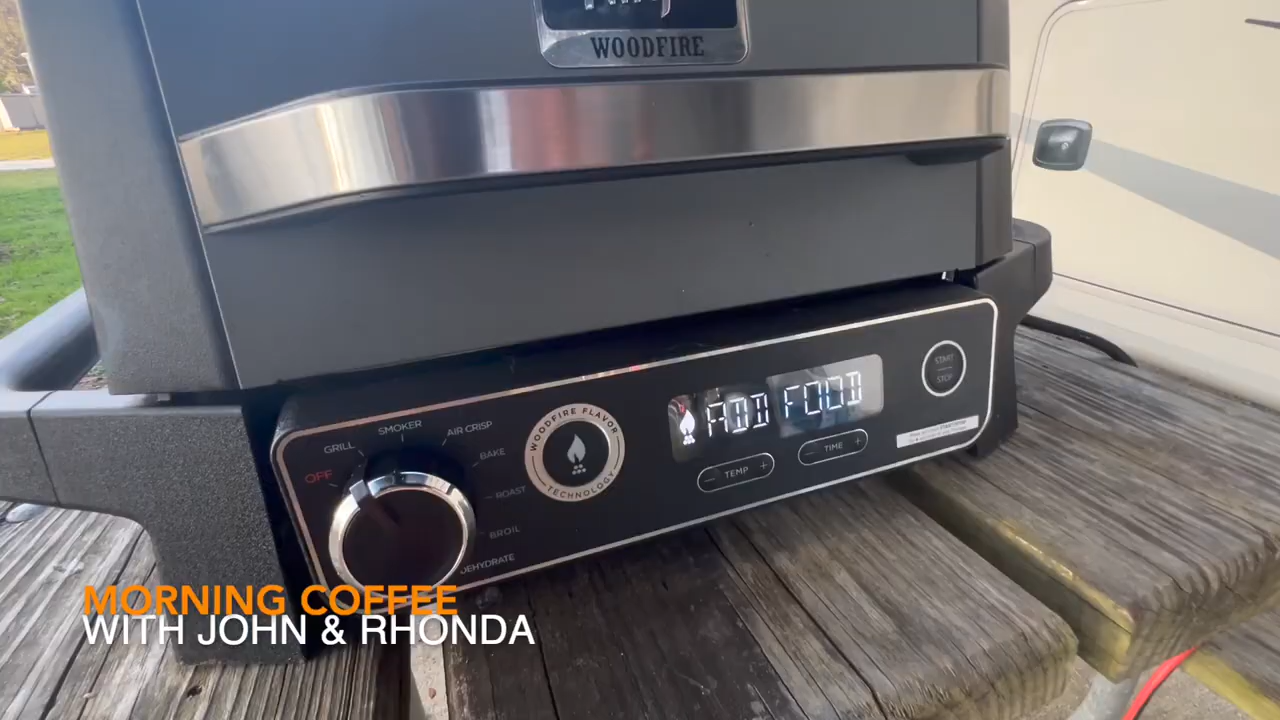 WOODFIRE
ADD FOOD
START
STOP
TEMP
TIME
WOODFIRE FLAVOR
TECHNOLOGY
OFF
GRILL
SMOKER
AIR CRISP
BAKE
ROAST
BROIL
DEHYDRATE
MORNING COFFEE
WITH JOHN & RHONDA